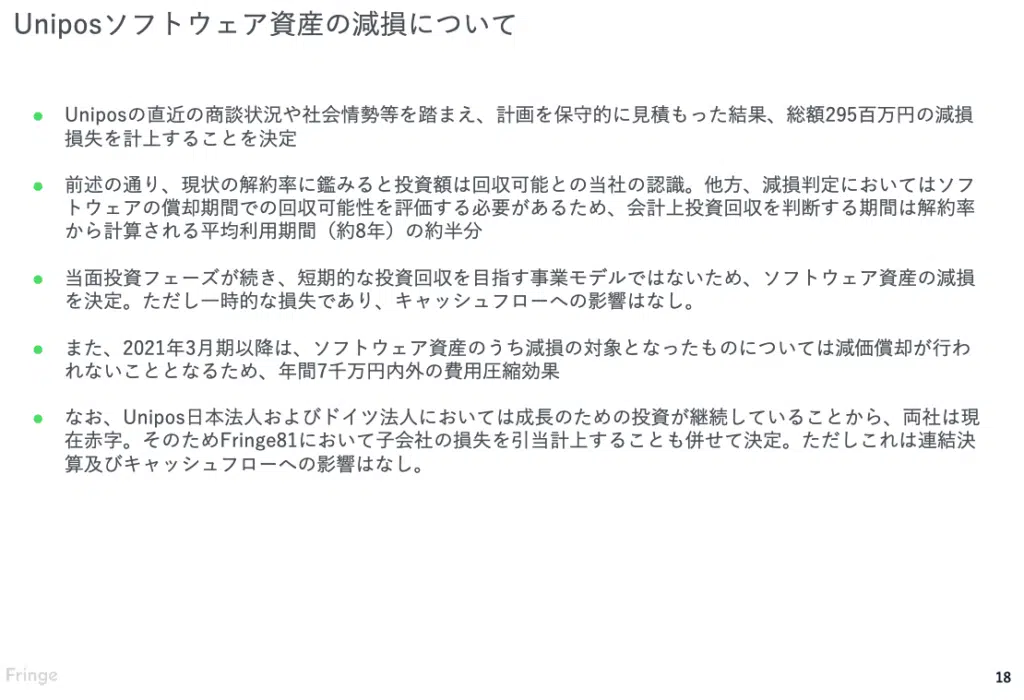 Uniposソフトウェア資産の減損について
Uniposの直近の商談状況や社会情勢等を踏まえ、計画を保守的に見積もった結果、総額295百万円の減損
損失を計上することを決定
前述の通り、現状の解約率に鑑みると投資額は回収可能との当社の認識。他方、減損判定においてはソフ
トウェアの償却期間での回収可能性を評価する必要があるため、会計上投資回収を判断する期間は解約率
から計算される平均利用期間（約8年）の約半分
当面投資フェーズが続き、短期的な投資回収を目指す事業モデルではないため、ソフトウェア資産の減損
を決定。ただし一時的な損失であり、キャッシュフローへの影響はなし。
また、2021年3月期以降は、ソフトウェア資産のうち減損の対象となったものについては減価償却が行わ
れないこととなるため、年間7千万円内外の費用圧縮効果
なお、Unipos日本法人およびドイツ法人においては成長のための投資が継続していることから、両社は現
在赤字。そのためFringe81において子会社の損失を引当計上することも併せて決定。ただしこれは連結決
算及びキャッシュフローへの影響はなし。
Fringe
18